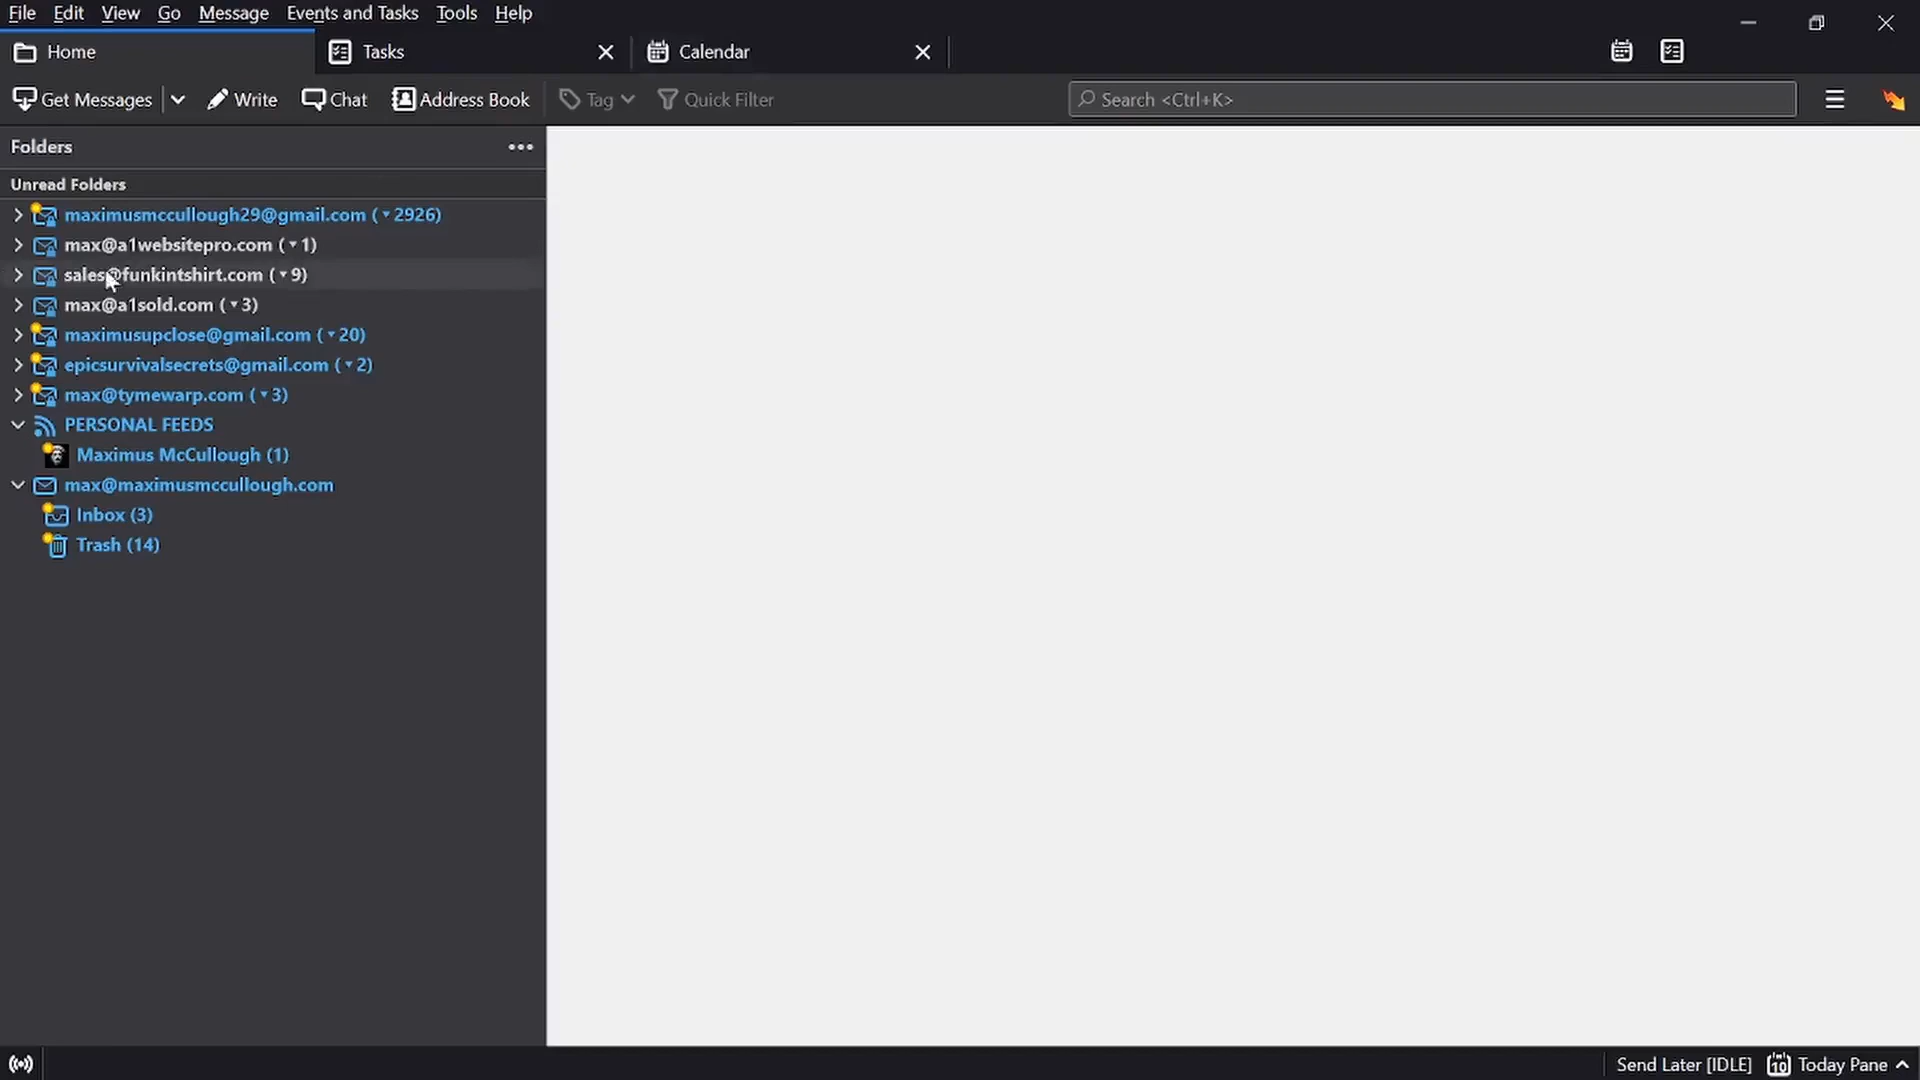 File Edit View Go Message Events and Tasks Tools Help
Home Tasks Calendar
Get Messages Write Chat Address Book Tag Quick Filter Search <Ctrl+K>
Folders
Unread Folders
maximusmccullough29@gmail.com (▾2926)
max@a1websitepro.com (▾1)
sales@funkintshirt.com (▾9)
max@a1sold.com (▾3)
maximusupclose@gmail.com (▾20)
epicsurvivalsecrets@gmail.com (▾2)
max@tymewarp.com (▾3)
PERSONAL FEEDS
Maximus McCullough (1)
max@maximusmccullough.com
Inbox (3)
Trash (14)
Send Later [IDLE] 10 Today Pane